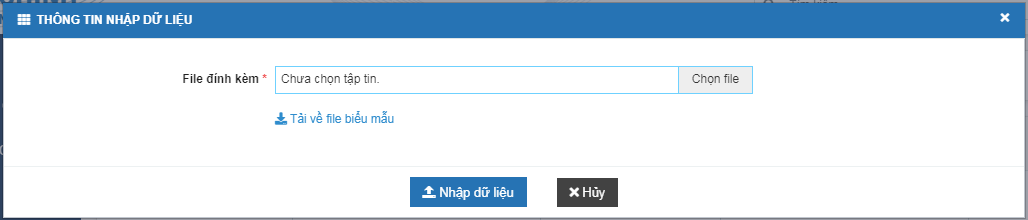 THÔNG TIN NHẬP DỮ LIỆU
File đính kèm * Chưa chọn tập tin. Chọn file
Tải về file biểu mẫu
Nhập dữ liệu Hủy